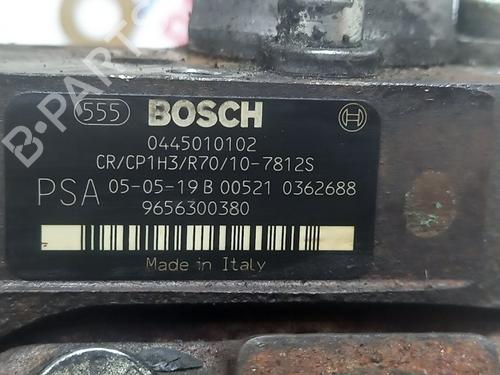 555 BOSCH
0445010102
CR/CP1H3/R70/10-7812S
PSA 05-05-19 B 00521 0362688
9656300380
Made in Italy
B-PARTS